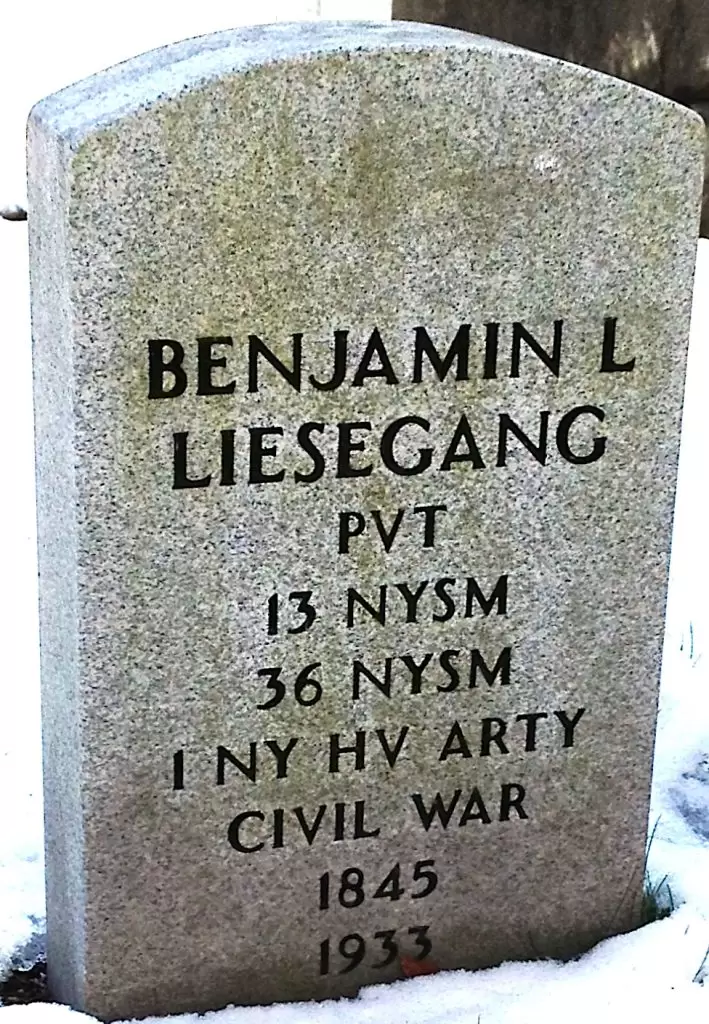 BENJAMIN L
LIESEGANG
PVT
13 NYSM
36 NYSM
1 NY HV ARTY
CIVIL WAR
1845
1933